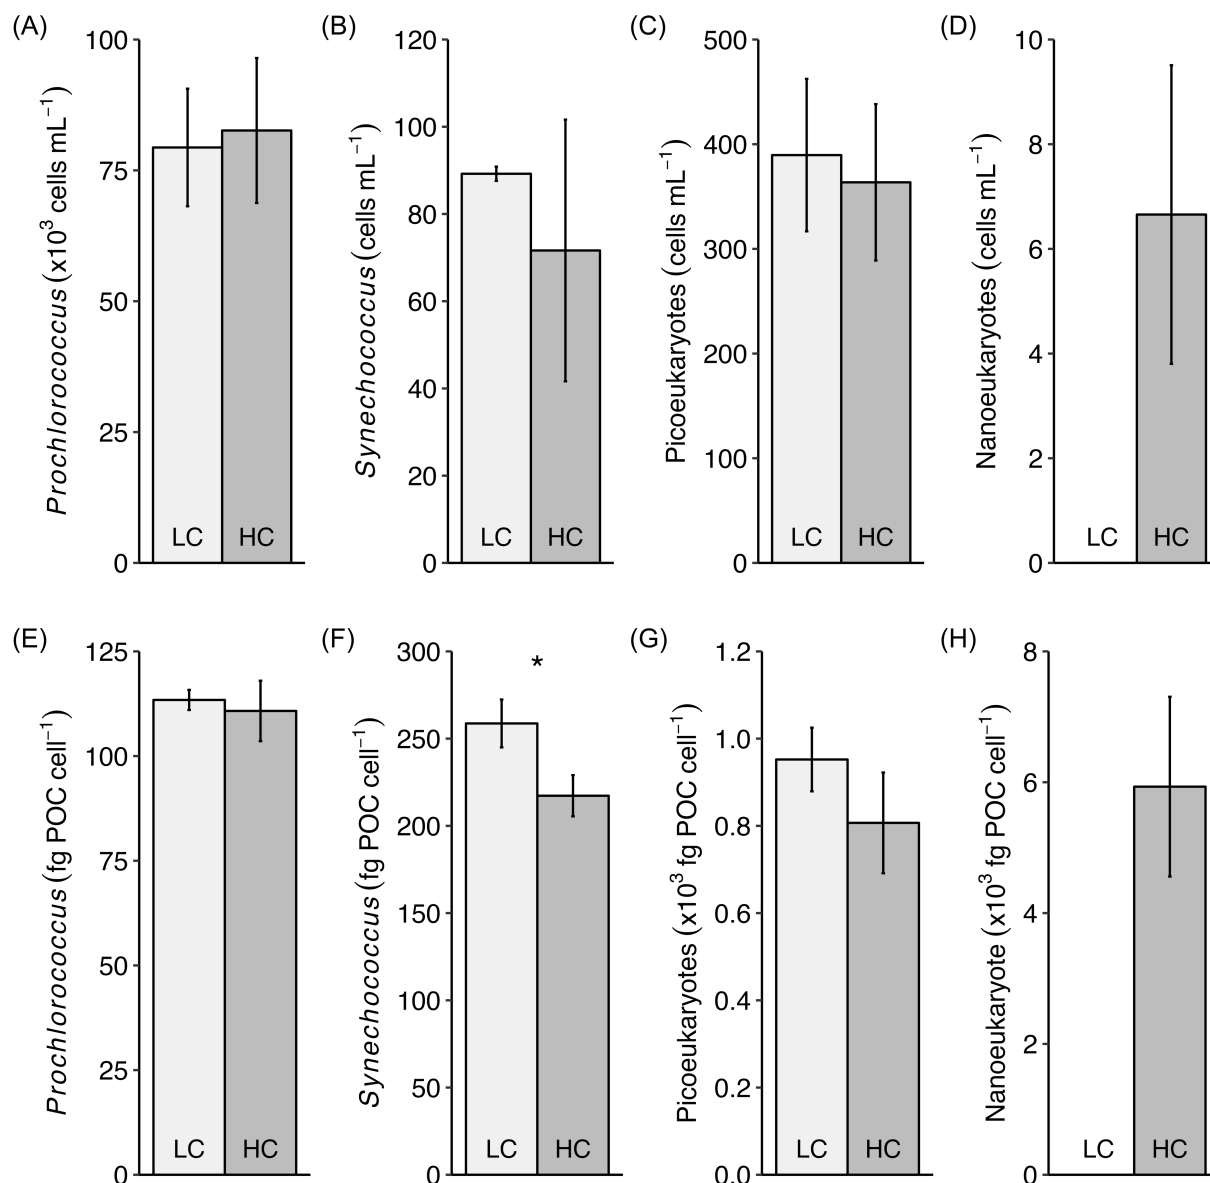 (A)
Prochlorococcus (x10³ cells mL⁻¹)
100
75
50
25
0
LC HC
(B)
Synechococcus (cells mL⁻¹)
120
100
80
60
40
20
0
LC HC
(C)
Picoeukaryotes (cells mL⁻¹)
500
400
300
200
100
0
LC HC
(D)
Nanoeukaryotes (cells mL⁻¹)
10
8
6
4
2
0
LC HC
(E)
Prochlorococcus (fg POC cell⁻¹)
125
100
75
50
25
0
LC HC
(F)
Synechococcus (fg POC cell⁻¹)
300
250
200
150
100
50
0
*
LC HC
(G)
Picoeukaryotes (x10³ fg POC cell⁻¹)
1.2
1.0
0.8
0.6
0.4
0.2
0.0
LC HC
(H)
Nanoeukaryote (x10³ fg POC cell⁻¹)
8
6
4
2
0
LC HC